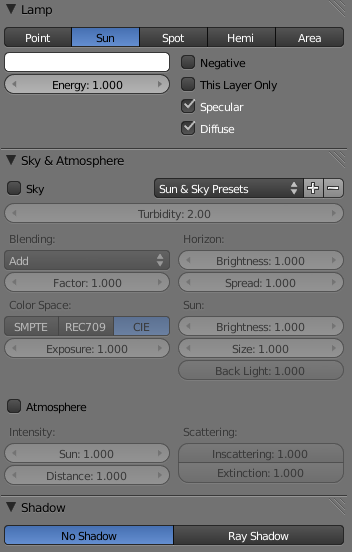 Lamp
Point Sun Spot Hemi Area
Negative
Energy: 1.000 This Layer Only
Specular
Diffuse
Sky & Atmosphere
Sky Sun & Sky Presets
Turbidity: 2.00
Blending: Horizon:
Add Brightness: 1.000
Factor: 1.000 Spread: 1.000
Color Space: Sun:
SMPTE REC709 CIE Brightness: 1.000
Exposure: 1.000 Size: 1.000
Back Light: 1.000
Atmosphere
Intensity: Scattering:
Sun: 1.000 Inscattering: 1.000
Distance: 1.000 Extinction: 1.000
Shadow
No Shadow Ray Shadow